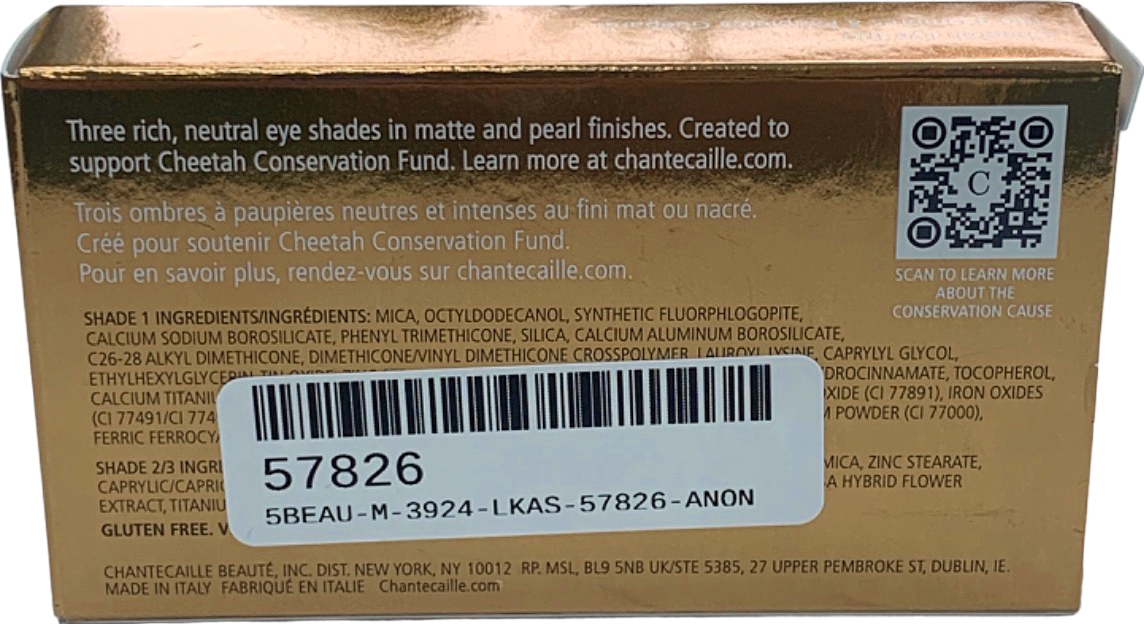 Three rich, neutral eye shades in matte and pearl finishes. Created to
support Cheetah Conservation Fund. Learn more at chantecaille.com.
Trois ombres à paupières neutres et intenses au fini mat ou nacré.
Créé pour soutenir Cheetah Conservation Fund.
Pour en savoir plus, rendez-vous sur chantecaille.com.
C
SCAN TO LEARN MORE
ABOUT THE
CONSERVATION CAUSE
SHADE 1 INGREDIENTS/INGRÉDIENTS: MICA, OCTYLDODECANOL, SYNTHETIC FLUORPHLOGOPITE,
CALCIUM SODIUM BOROSILICATE, PHENYL TRIMETHICONE, SILICA, CALCIUM ALUMINUM BOROSILICATE,
C26-28 ALKYL DIMETHICONE, DIMETHICONE/VINYL DIMETHICONE CROSSPOLYMER, LAUROYL LYSINE, CAPRYLYL GLYCOL,
ETHYLHEXYLGLYCERIN, TIN OXIDE, DROCINNAMATE, TOCOPHEROL,
CALCIUM TITANI XIDE (CI 77891), IRON OXIDES
(CI 77491/CI 774 M POWDER (CI 77000),
FERRIC FERROCYA
SHADE 2/3 INGRE MICA, ZINC STEARATE,
CAPRYLIC/CAPRI A HYBRID FLOWER
EXTRACT, TITANIU
GLUTEN FREE. V
57826
5BEAU-M-3924-LKAS-57826-ANON
CHANTECAILLE BEAUTÉ, INC. DIST. NEW YORK, NY 10012 RP. MSL, BL9 5NB UK/STE 5385, 27 UPPER PEMBROKE ST, DUBLIN, IE.
MADE IN ITALY FABRIQUÉ EN ITALIE Chantecaille.com